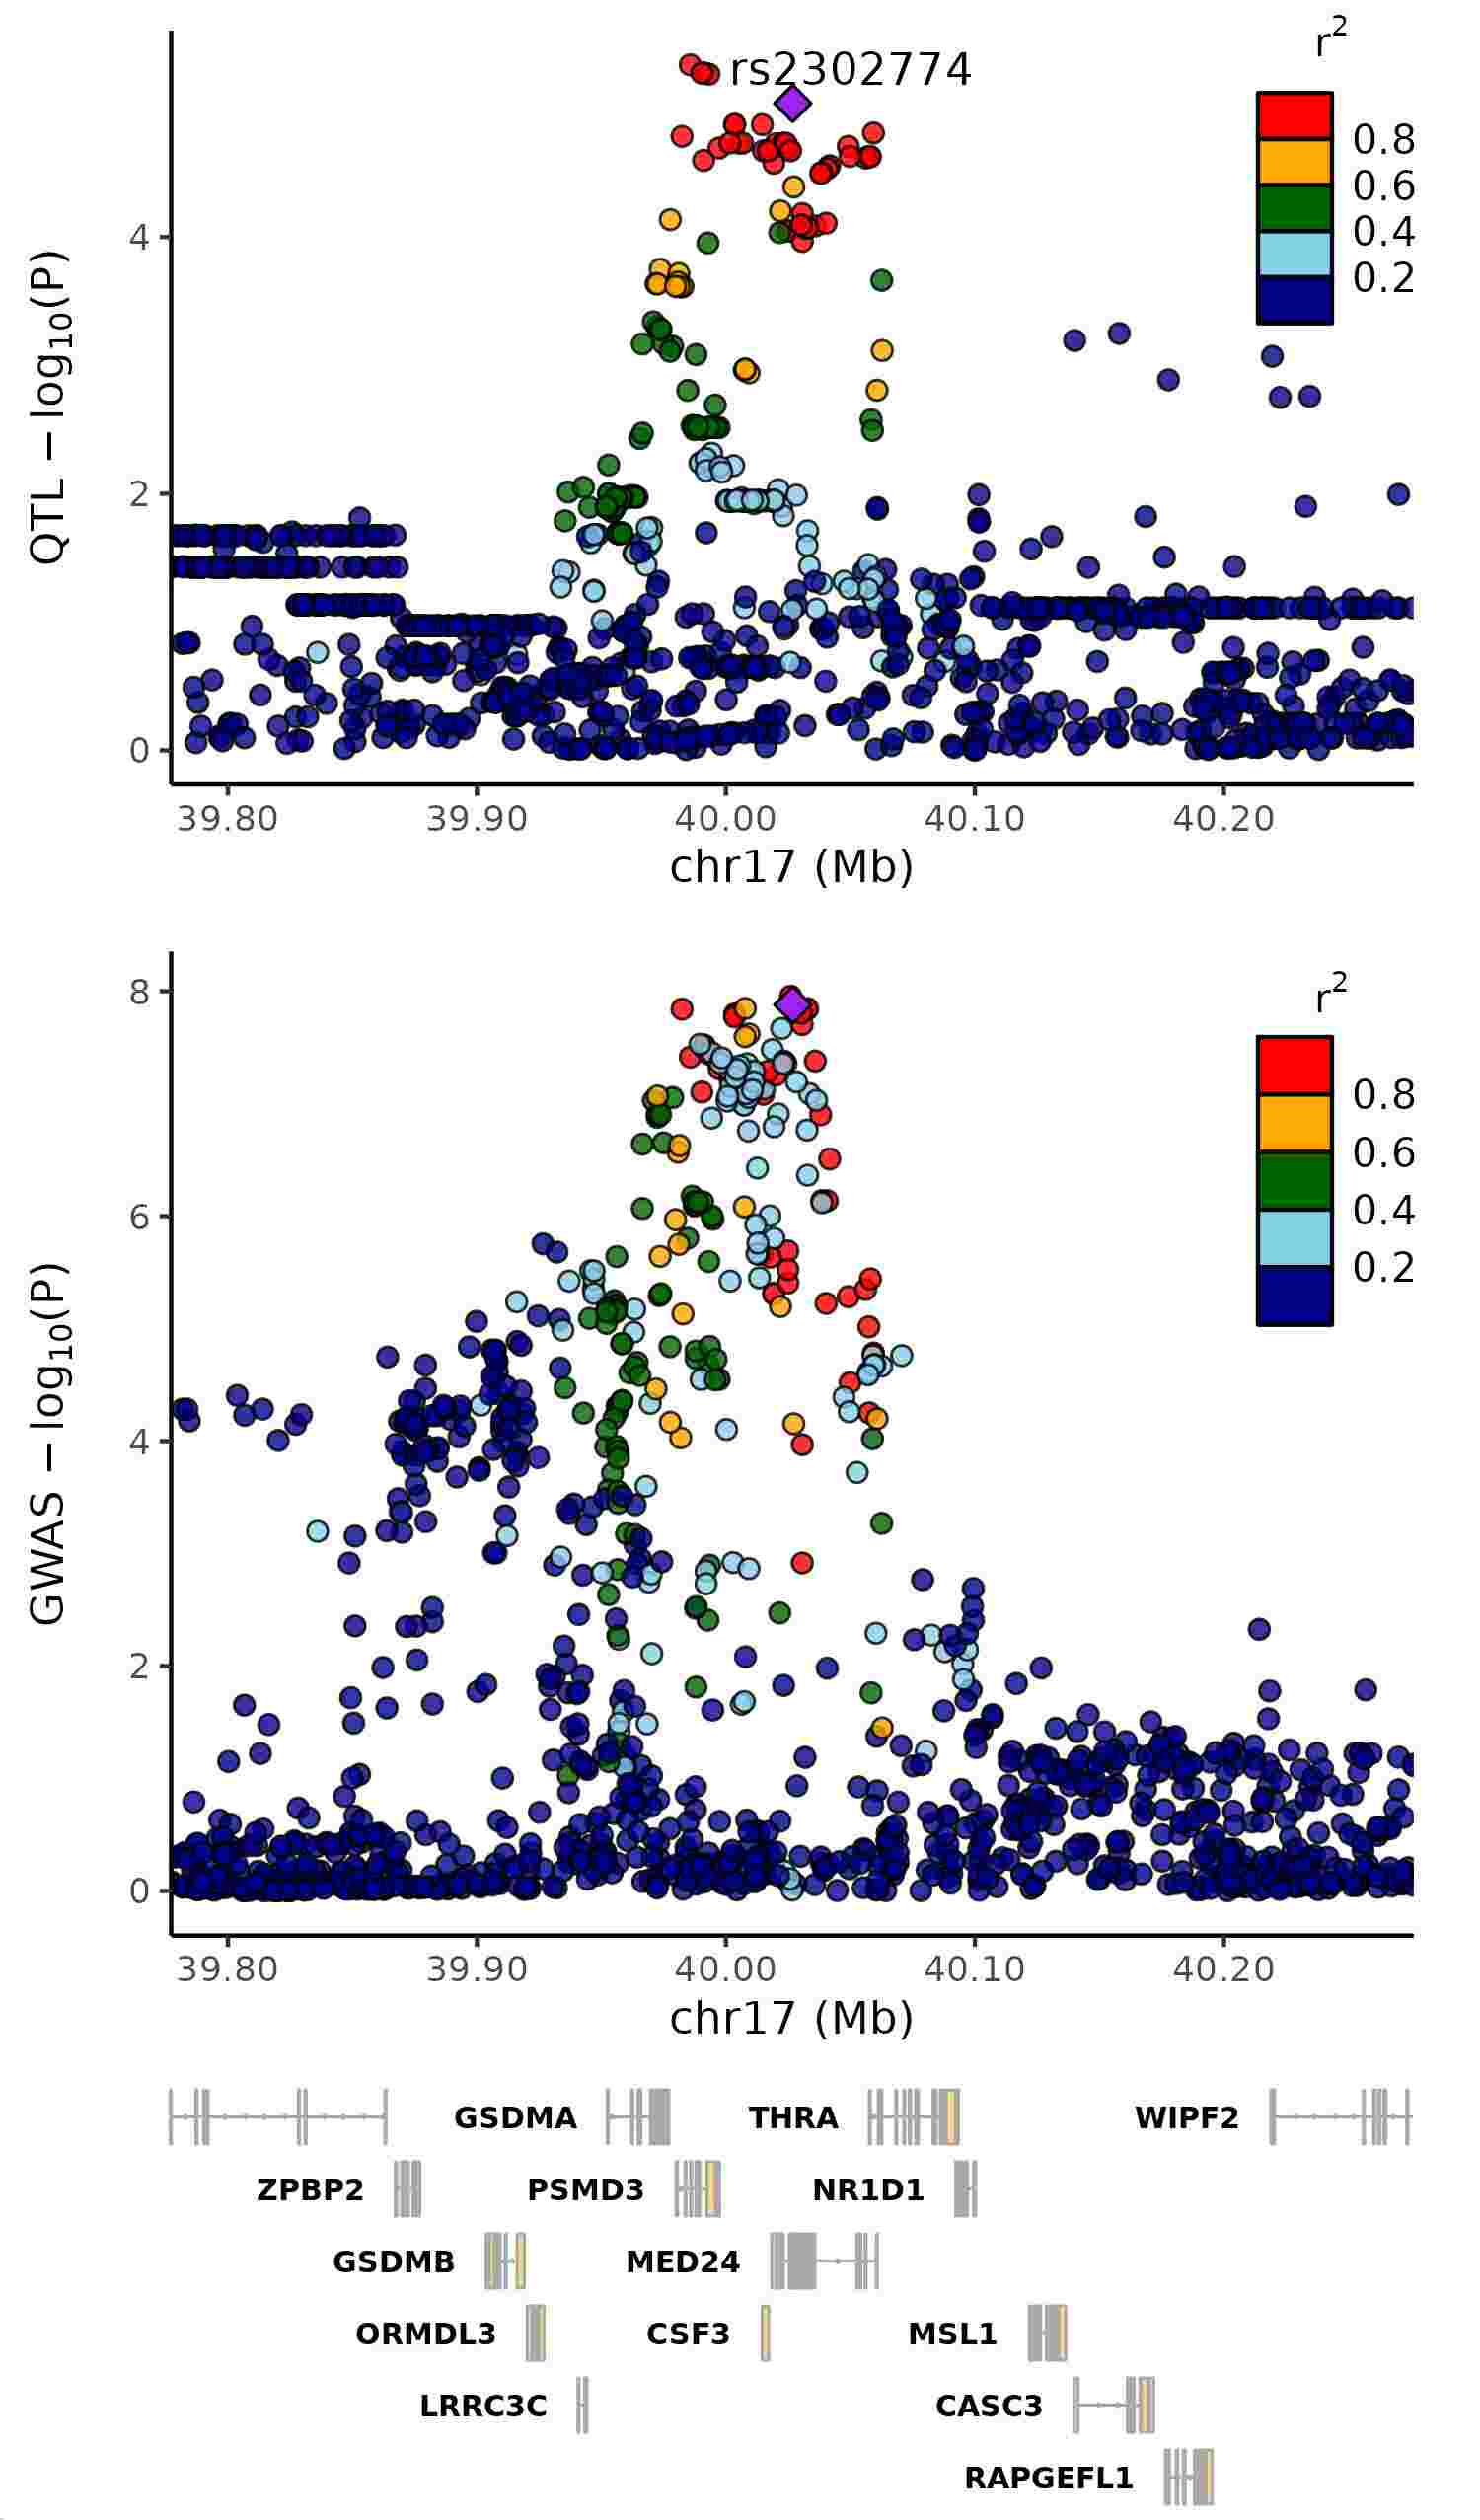 r²
rs2302774
0.8
0.6
0.4
0.2
4
2
0
QTL − log₁₀(P)
39.80 39.90 40.00 40.10 40.20
chr17 (Mb)
r²
0.8
0.6
0.4
0.2
8
6
4
2
0
GWAS − log₁₀(P)
39.80 39.90 40.00 40.10 40.20
chr17 (Mb)
GSDMA THRA WIPF2
ZPBP2 PSMD3 NR1D1
GSDMB MED24
ORMDL3 CSF3 MSL1
LRRC3C CASC3
RAPGEFL1